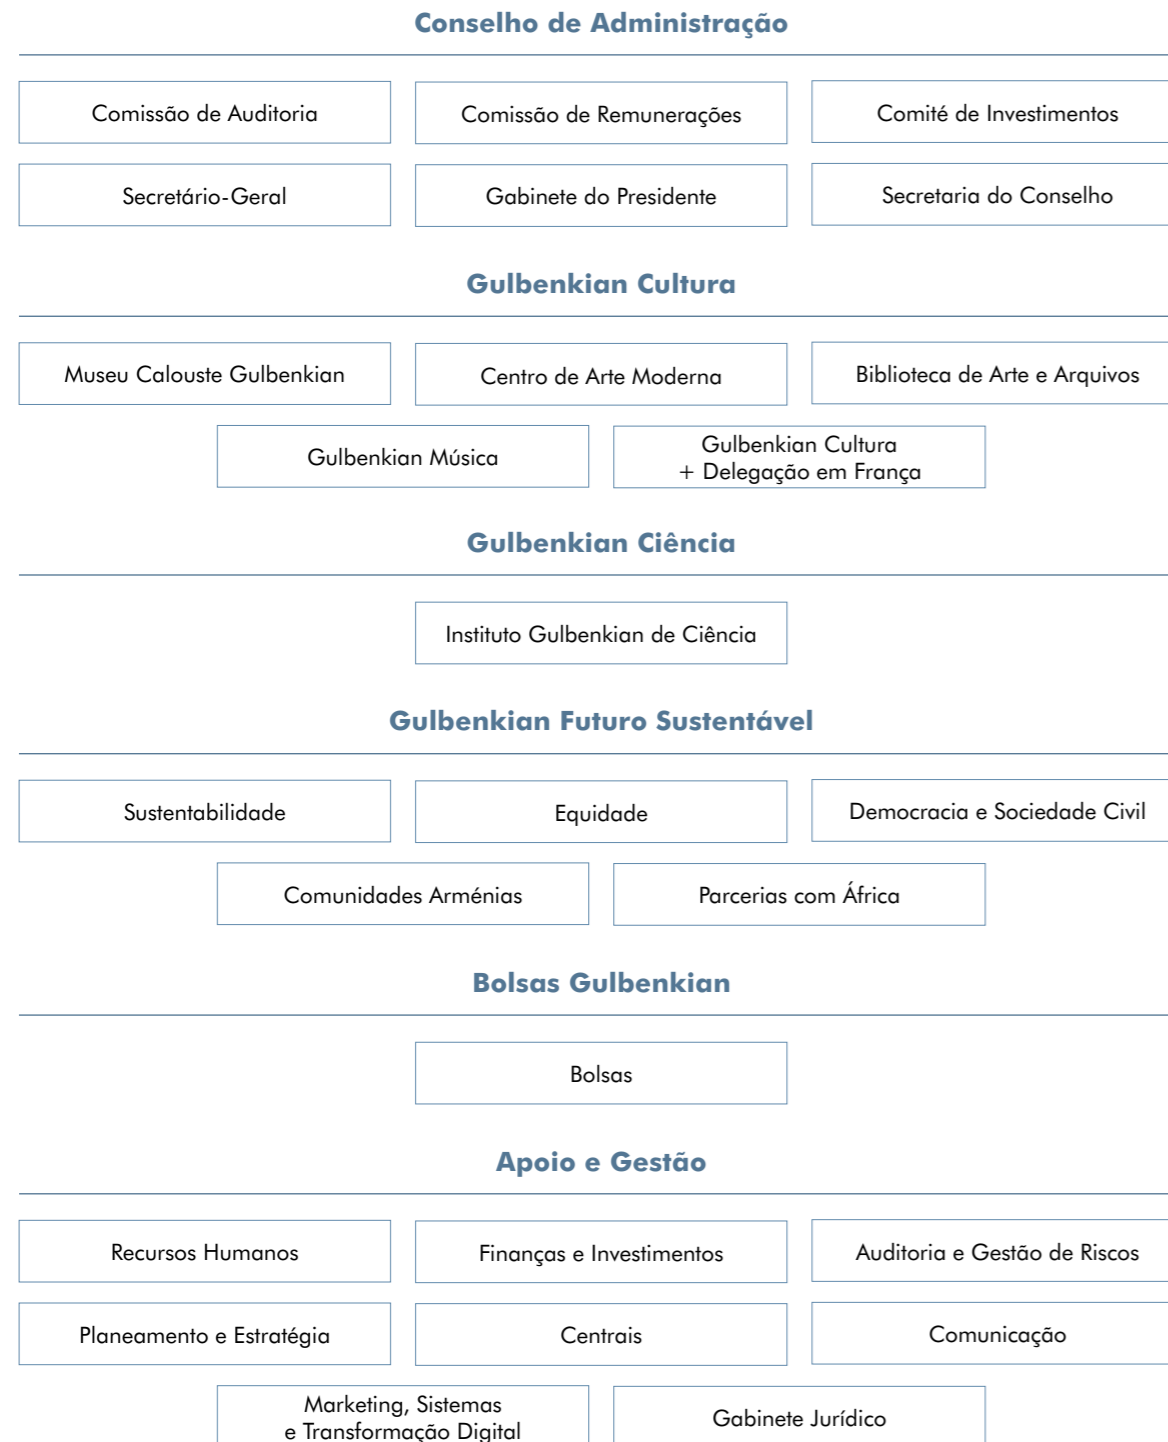 Conselho de Administração
Comissão de Auditoria
Comissão de Remunerações
Comité de Investimentos
Secretário-Geral
Gabinete do Presidente
Secretaria do Conselho
Gulbenkian Cultura
Museu Calouste Gulbenkian
Centro de Arte Moderna
Biblioteca de Arte e Arquivos
Gulbenkian Música
Gulbenkian Cultura
+ Delegação em França
Gulbenkian Ciência
Instituto Gulbenkian de Ciência
Gulbenkian Futuro Sustentável
Sustentabilidade
Equidade
Democracia e Sociedade Civil
Comunidades Arménias
Parcerias com África
Bolsas Gulbenkian
Bolsas
Apoio e Gestão
Recursos Humanos
Finanças e Investimentos
Auditoria e Gestão de Riscos
Planeamento e Estratégia
Centrais
Comunicação
Marketing, Sistemas
e Transformação Digital
Gabinete Jurídico